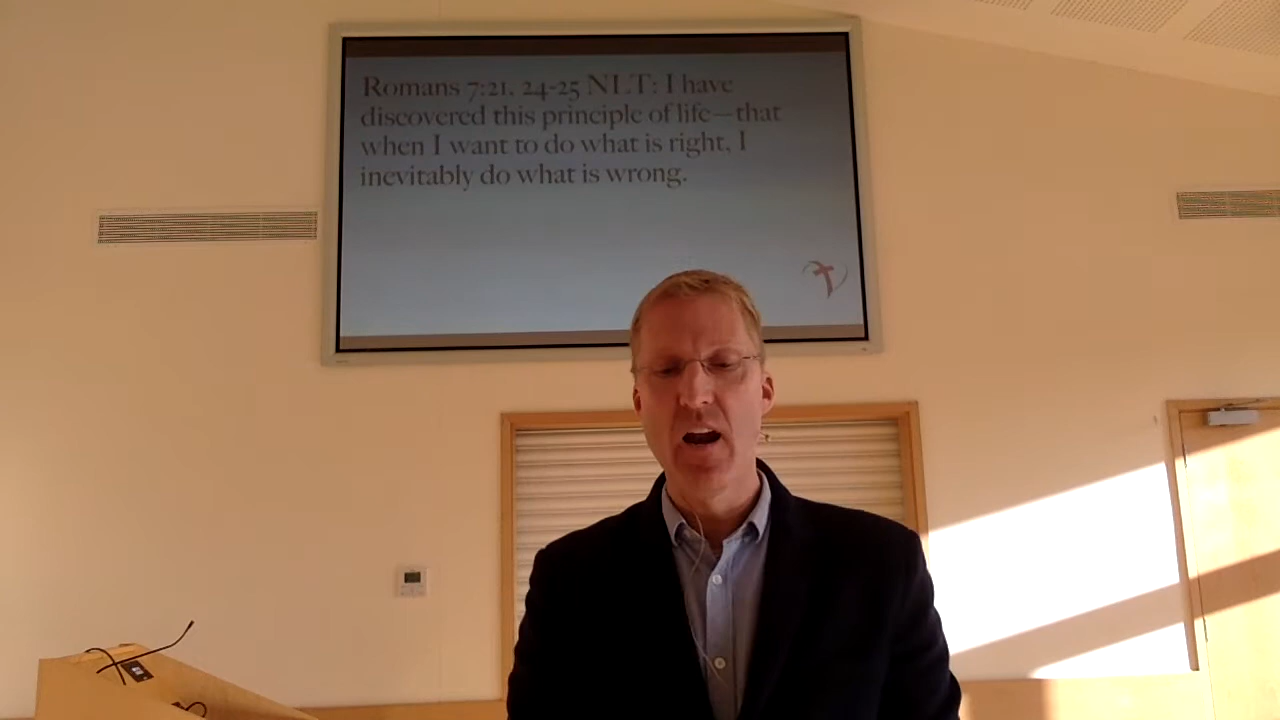 Romans 7:21, 24-25 NLT: I have
discovered this principle of life—that
when I want to do what is right, I
inevitably do what is wrong.